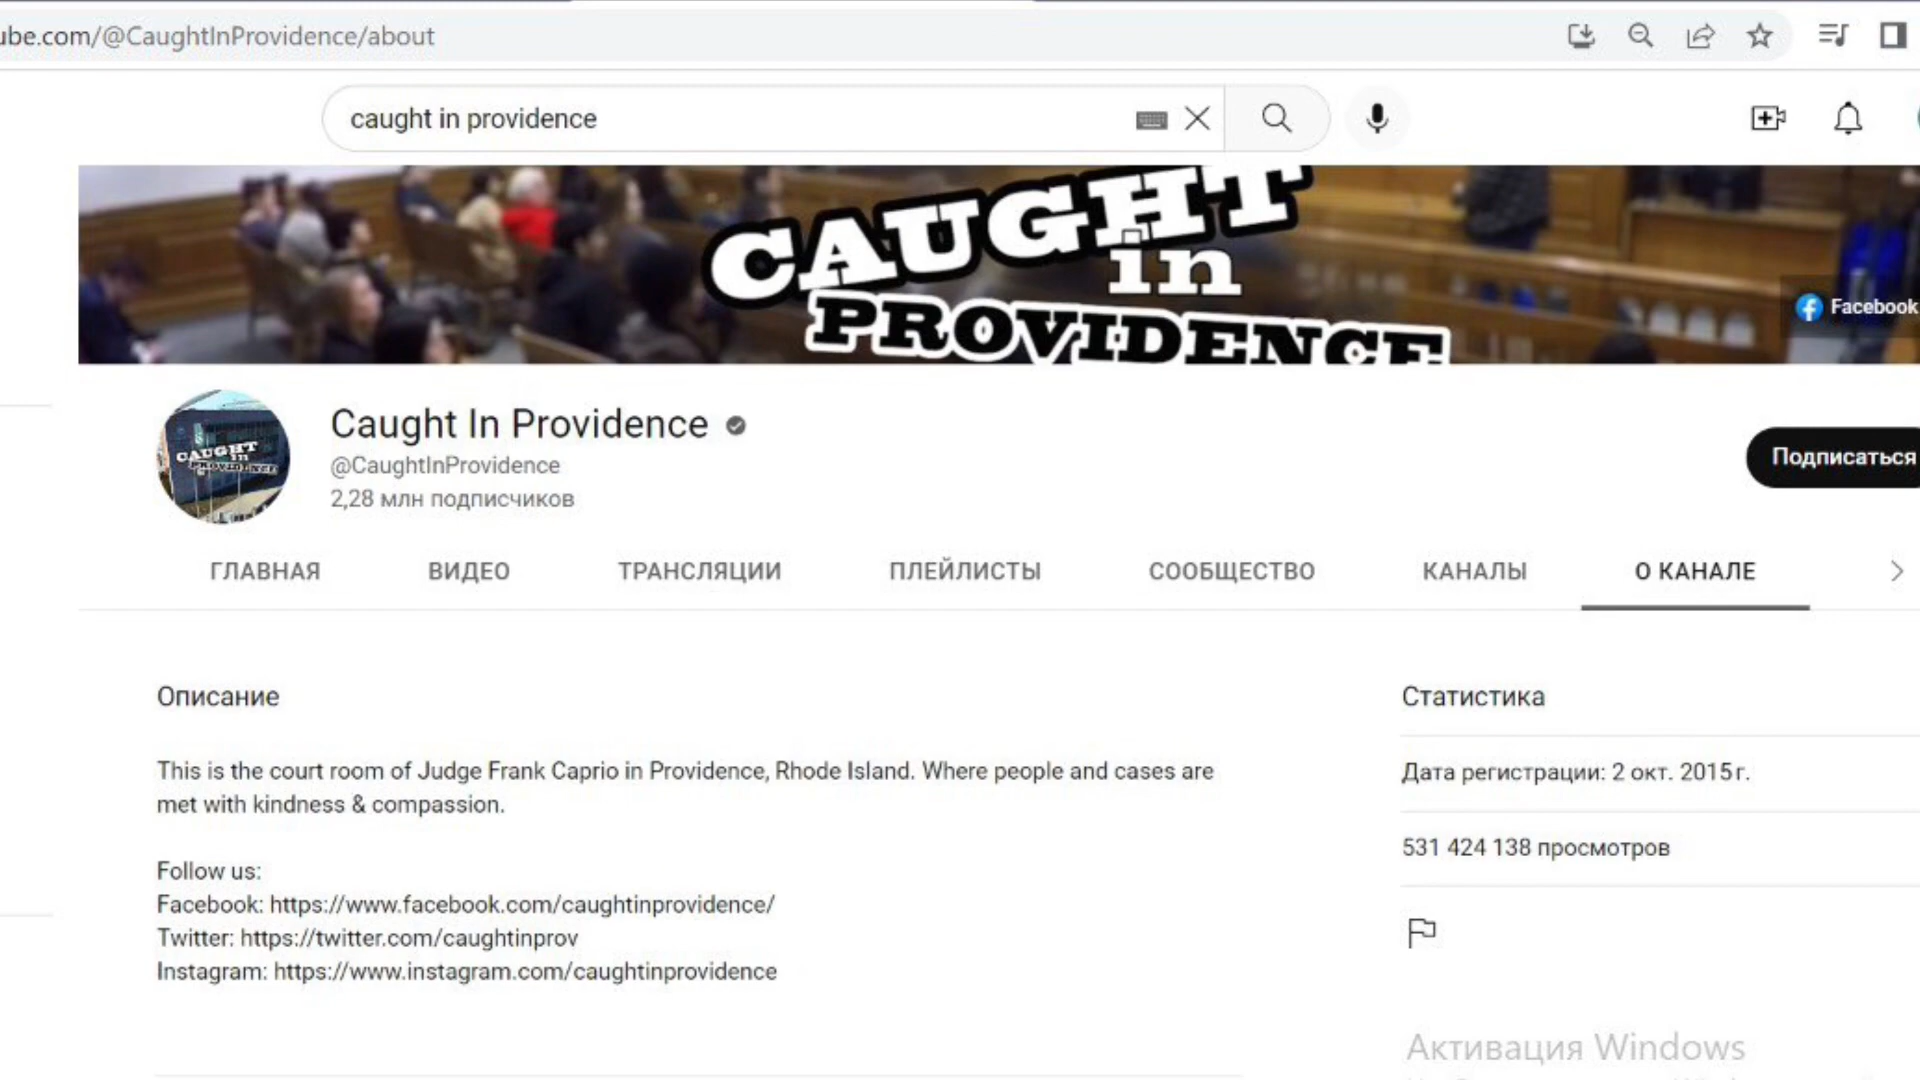 ube.com/@CaughtInProvidence/about
caught in providence
CAUGHT
in
PROVIDENCE
Facebook
CAUGHT
in
PROVIDENCE
Caught In Providence
@CaughtInProvidence
2,28 млн подписчиков
Подписаться
ГЛАВНАЯ ВИДЕО ТРАНСЛЯЦИИ ПЛЕЙЛИСТЫ СООБЩЕСТВО КАНАЛЫ О КАНАЛЕ
Описание
This is the court room of Judge Frank Caprio in Providence, Rhode Island. Where people and cases are
met with kindness & compassion.
Follow us:
Facebook: https://www.facebook.com/caughtinprovidence/
Twitter: https://twitter.com/caughtinprov
Instagram: https://www.instagram.com/caughtinprovidence
Статистика
Дата регистрации: 2 окт. 2015 г.
531 424 138 просмотров
Активация Windows